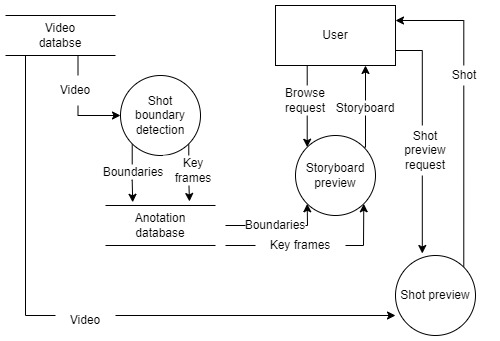 Video
databse
User
Video
Shot
boundary
detection
Browse
request
Storyboard
Shot
Shot
preview
request
Boundaries
Key
frames
Storyboard
preview
Anotation
database
Boundaries
Key frames
Shot preview
Video